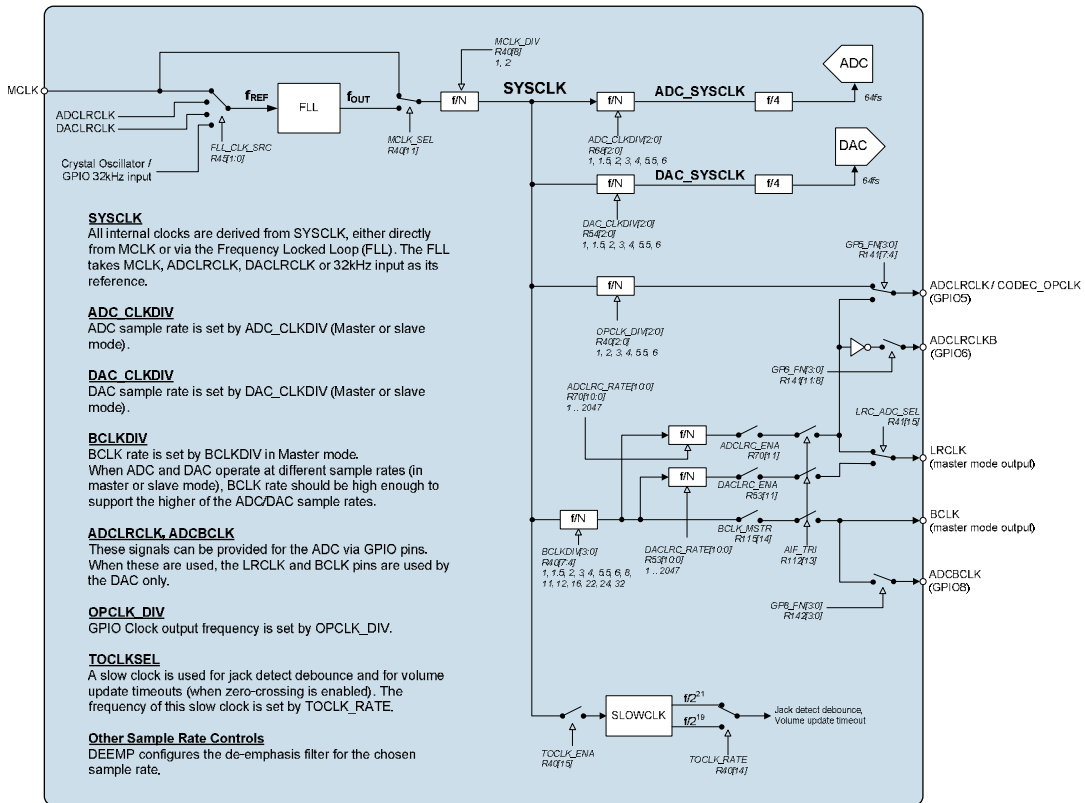 MCLK
ADCLRCLK
DACLRCLK
Crystal Oscillator /
GPIO 32kHz input
FLL_CLK_SRC
R45[1:0]
fREF
FLL
fOUT
MCLK_SEL
R40[11]
MCLK_DIV
R40[8]
1, 2
f/N
SYSCLK
f/N
ADC_SYSCLK
f/4
ADC
64fs
ADC_CLKDIV[2:0]
R68[2:0]
1, 1.5, 2, 3, 4, 5.5, 6
f/N
DAC_SYSCLK
f/4
DAC
64fs
DAC_CLKDIV[2:0]
R54[2:0]
1, 1.5, 2, 3, 4, 5.5, 6
SYSCLK
All internal clocks are derived from SYSCLK, either directly
from MCLK or via the Frequency Locked Loop (FLL). The FLL
takes MCLK, ADCLRCLK, DACLRCLK or 32kHz input as its
reference.
ADC_CLKDIV
ADC sample rate is set by ADC_CLKDIV (Master or slave
mode).
DAC_CLKDIV
DAC sample rate is set by DAC_CLKDIV (Master or slave
mode).
BCLKDIV
BCLK rate is set by BCLKDIV in Master mode.
When ADC and DAC operate at different sample rates (in
master or slave mode), BCLK rate should be high enough to
support the higher of the ADC/DAC sample rates.
ADCLRCLK, ADCBCLK
These signals can be provided for the ADC via GPIO pins.
When these are used, the LRCLK and BCLK pins are used by
the DAC only.
OPCLK_DIV
GPIO Clock output frequency is set by OPCLK_DIV.
TOCLKSEL
A slow clock is used for jack detect debounce and for volume
update timeouts (when zero-crossing is enabled). The
frequency of this slow clock is set by TOCLK_RATE.
Other Sample Rate Controls
DEEMP configures the de-emphasis filter for the chosen
sample rate.
GP5_FN[3:0]
R141[7:4]
f/N
ADCLRCLK / CODEC_OPCLK
(GPIO5)
OPCLK_DIV[2:0]
R40[2:0]
1, 2, 3, 4, 5.5, 6
ADCLRCLKB
(GPIO6)
GP6_FN[3:0]
R141[11:8]
ADCLRC_RATE[10:0]
R70[10:0]
1 .. 2047
LRC_ADC_SEL
R41[15]
f/N
ADCLRC_ENA
R70[11]
LRCLK
(master mode output)
f/N
DACLRC_ENA
R53[11]
f/N
BCLK_MSTR
R115[14]
BCLK
(master mode output)
BCLKDIV[3:0]
R40[7:4]
1, 1.5, 2, 3, 4, 5.5, 6, 8,
11, 12, 16, 22, 24, 32
DACLRC_RATE[10:0]
R53[10:0]
1 .. 2047
AIF_TRI
R112[13]
ADCBCLK
(GPIO8)
GP8_FN[3:0]
R142[3:0]
SLOWCLK
f/2^21
f/2^19
Jack detect debounce,
Volume update timeout
TOCLK_ENA
R40[15]
TOCLK_RATE
R40[14]